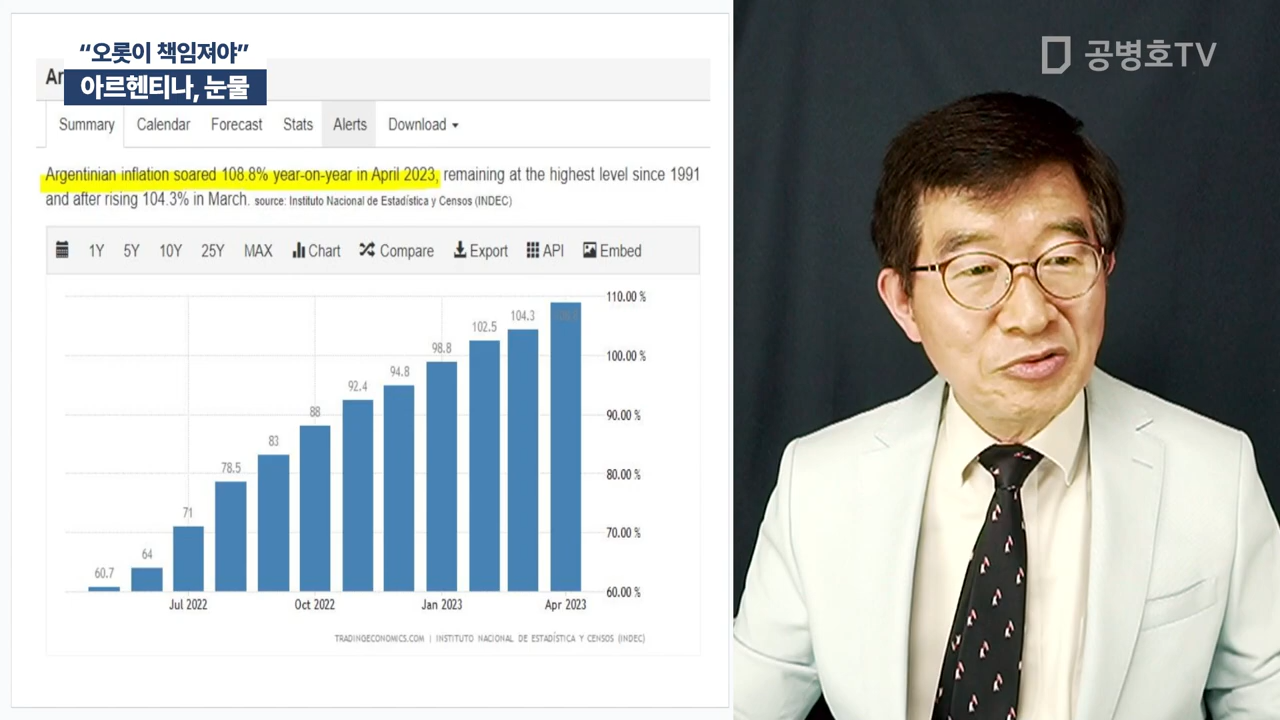 “오롯이 책임져야”
아르헨티나, 눈물
공병호TV
Ar
Summary Calendar Forecast Stats Alerts Download
Argentinian inflation soared 108.8% year-on-year in April 2023, remaining at the highest level since 1991
and after rising 104.3% in March. source: Instituto Nacional de Estadística y Censos (INDEC)
1Y 5Y 10Y 25Y MAX Chart Compare Export API Embed
110.00 %
100.00 %
90.00 %
80.00 %
70.00 %
60.00 %
60.7
64
71
78.5
83
88
92.4
94.8
98.8
102.5
104.3
Jul 2022 Oct 2022 Jan 2023 Apr 2023
TRADINGECONOMICS.COM | INSTITUTO NACIONAL DE ESTADÍSTICA Y CENSOS (INDEC)